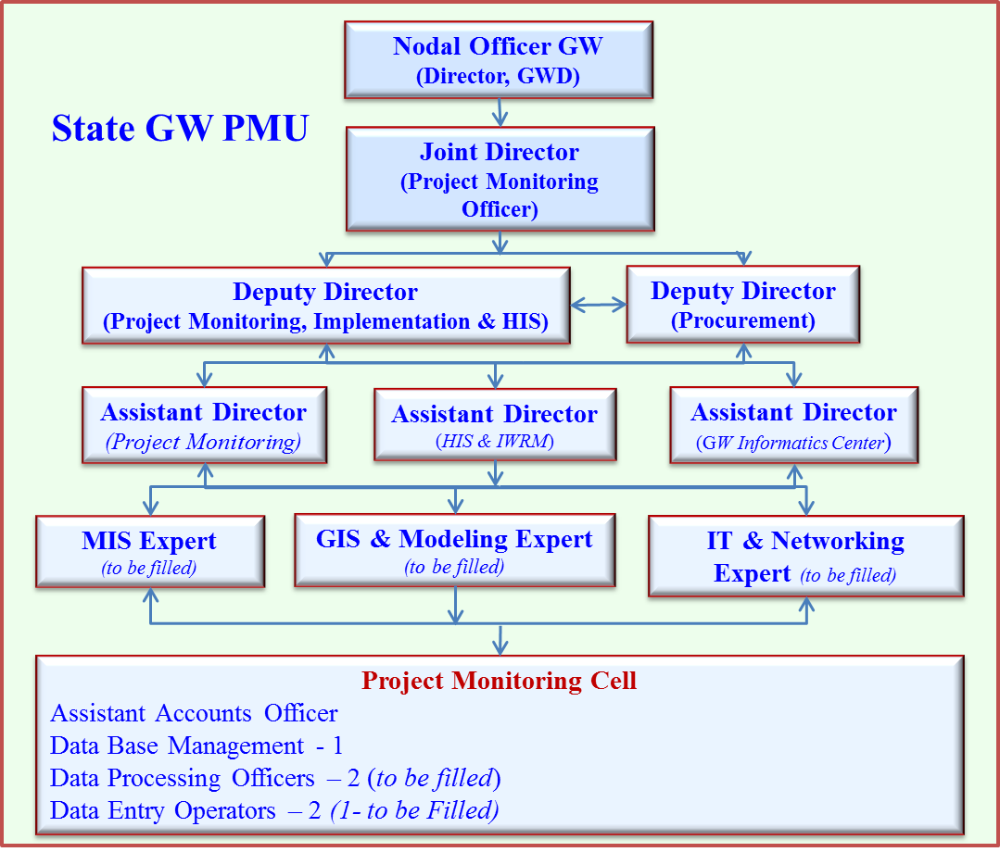 Nodal Officer GW
(Director, GWD)
State GW PMU
Joint Director
(Project Monitoring
Officer)
Deputy Director
(Project Monitoring, Implementation & HIS)
Deputy Director
(Procurement)
Assistant Director
(Project Monitoring)
Assistant Director
(HIS & IWRM)
Assistant Director
(GW Informatics Center)
MIS Expert
(to be filled)
GIS & Modeling Expert
(to be filled)
IT & Networking
Expert (to be filled)
Project Monitoring Cell
Assistant Accounts Officer
Data Base Management - 1
Data Processing Officers – 2 (to be filled)
Data Entry Operators – 2 (1- to be Filled)